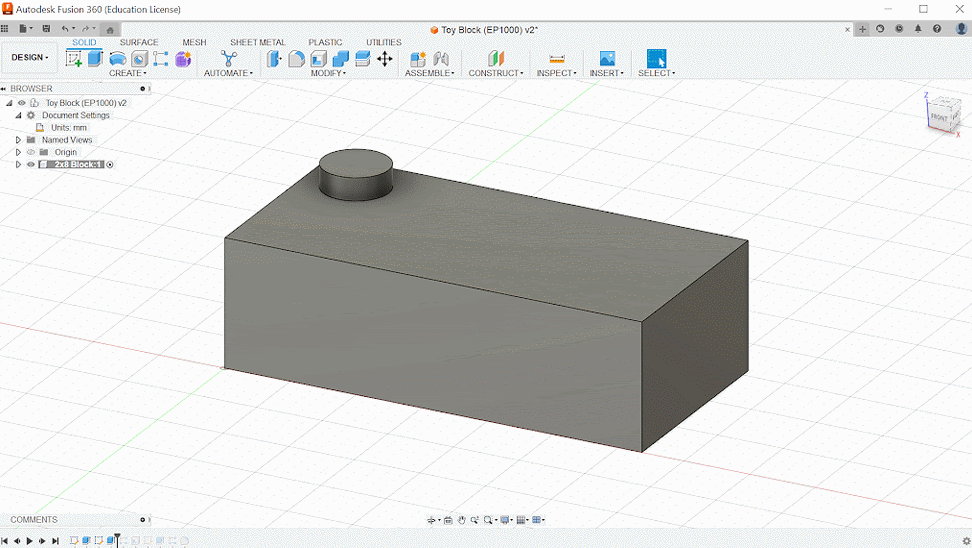 Autodesk Fusion 360 (Education License)
Toy Block (EP1000) v2*
SOLID SURFACE MESH SHEET METAL PLASTIC UTILITIES
DESIGN
CREATE AUTOMATE MODIFY ASSEMBLE CONSTRUCT INSPECT INSERT SELECT
BROWSER
Toy Block (EP1000) v2
Document Settings
Units: mm
Named Views
Origin
2x8 Block:1
Z
FRONT
X
COMMENTS